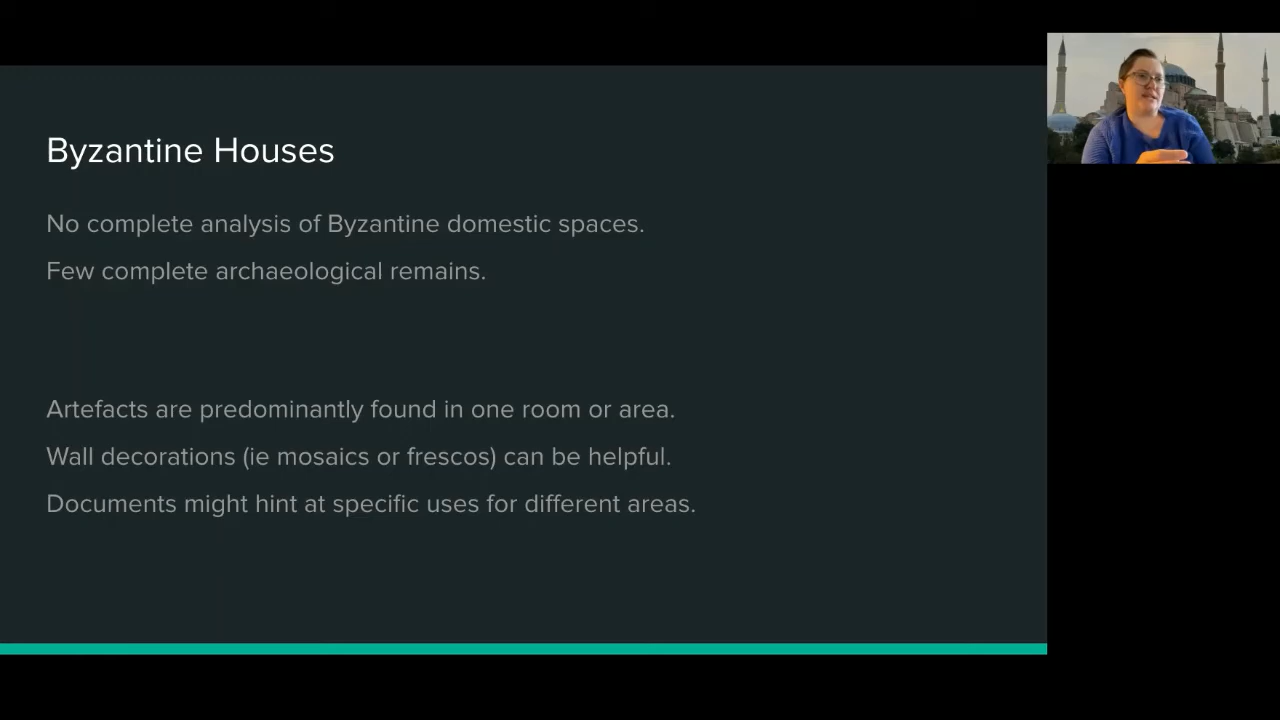 Byzantine Houses
No complete analysis of Byzantine domestic spaces.
Few complete archaeological remains.
Artefacts are predominantly found in one room or area.
Wall decorations (ie mosaics or frescos) can be helpful.
Documents might hint at specific uses for different areas.